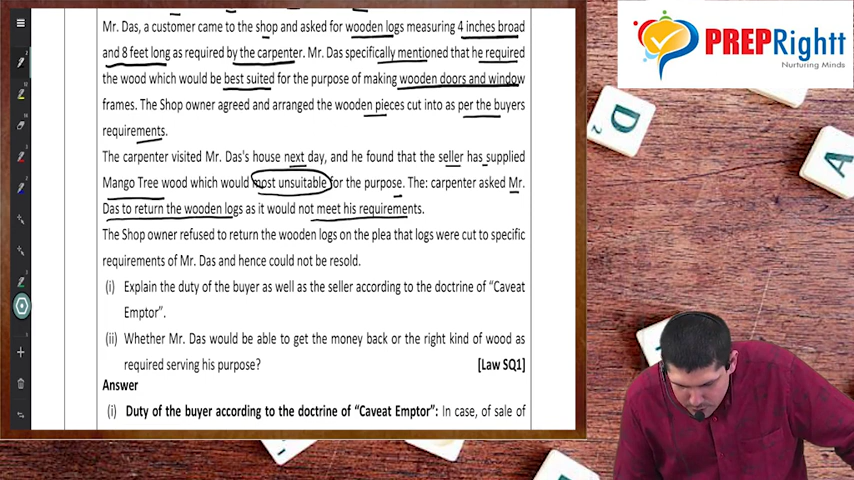 Mr. Das, a customer came to the shop and asked for wooden logs measuring 4 inches broad
and 8 feet long as required by the carpenter. Mr. Das specifically mentioned that he required
the wood which would be best suited for the purpose of making wooden doors and window
frames. The Shop owner agreed and arranged the wooden pieces cut into as per the buyers
requirements.
The carpenter visited Mr. Das's house next day, and he found that the seller has supplied
Mango Tree wood which would most unsuitable for the purpose. The: carpenter asked Mr.
Das to return the wooden logs as it would not meet his requirements.
The Shop owner refused to return the wooden logs on the plea that logs were cut to specific
requirements of Mr. Das and hence could not be resold.
(i) Explain the duty of the buyer as well as the seller according to the doctrine of "Caveat
Emptor".
(ii) Whether Mr. Das would be able to get the money back or the right kind of wood as
required serving his purpose?
[Law SQ1]
Answer
(i) Duty of the buyer according to the doctrine of "Caveat Emptor": In case, of sale of
PREPRightt
Nurturing Minds
D2
A